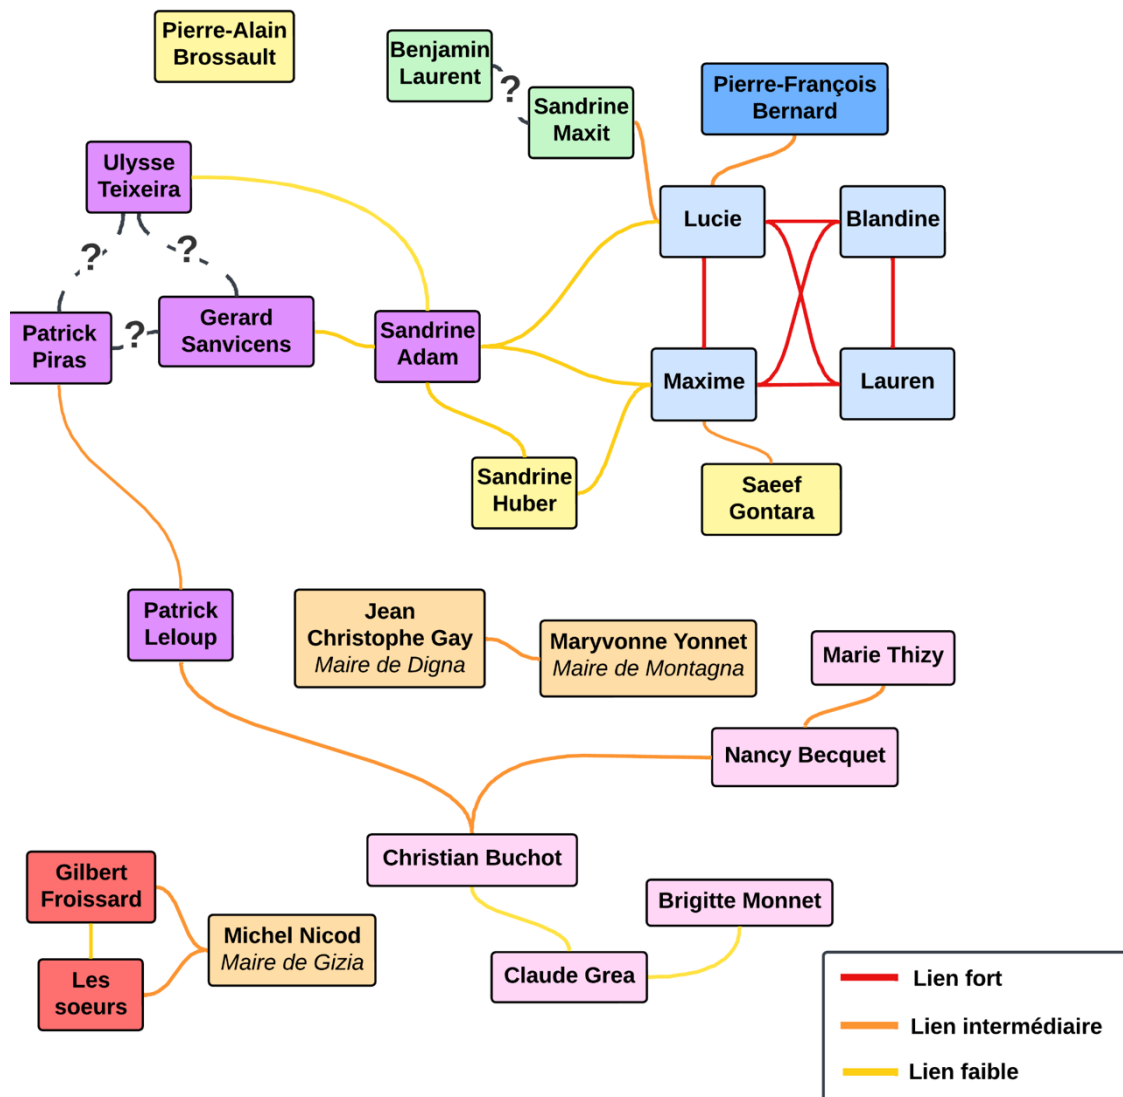 Pierre-Alain
Brossault
Benjamin
Laurent
?
Sandrine
Maxit
Pierre-François
Bernard
Ulysse
Teixeira
Lucie
Blandine
?
?
Patrick
Piras
?
Gerard
Sanvicens
Sandrine
Adam
Maxime
Lauren
Sandrine
Huber
Saeef
Gontara
Patrick
Leloup
Jean
Christophe Gay
Maire de Digna
Maryvonne Yonnet
Maire de Montagna
Marie Thizy
Nancy Becquet
Christian Buchot
Gilbert
Froissard
Brigitte Monnet
Michel Nicod
Maire de Gizia
Claude Grea
Les
soeurs
Lien fort
Lien intermédiaire
Lien faible